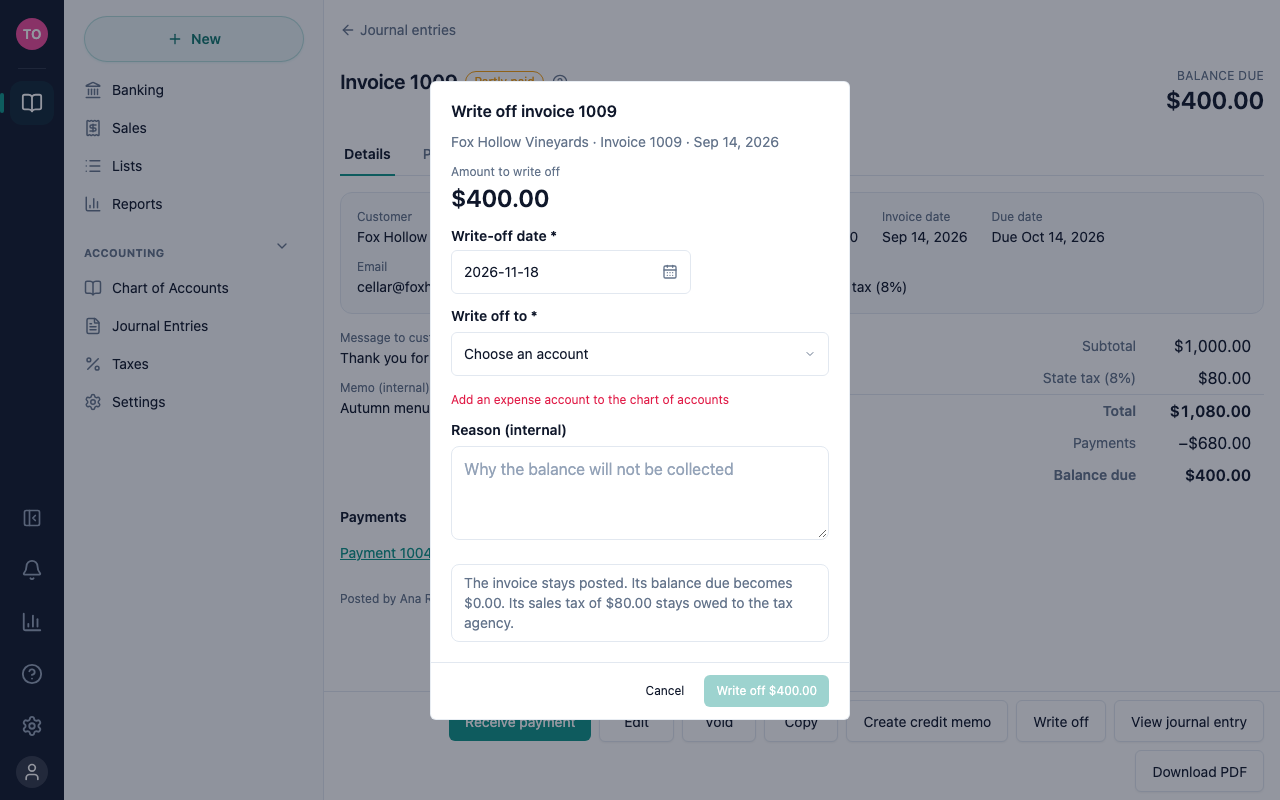 TO
+ New
Banking
Sales
Lists
Reports
ACCOUNTING
Chart of Accounts
Journal Entries
Taxes
Settings
Journal entries
Invoice 1009
BALANCE DUE
$400.00
Details
Customer
Fox Hollow
Invoice date
Sep 14, 2026
Due date
Due Oct 14, 2026
Email
tax (8%)
Message to
Thank you for
Memo (internal)
Autumn menu
Subtotal
$1,000.00
State tax (8%)
$80.00
Total
$1,080.00
Payments
–$680.00
Balance due
$400.00
Payments
Payment 1004
Posted by Ana
Write off invoice 1009
Fox Hollow Vineyards · Invoice 1009 · Sep 14, 2026
Amount to write off
$400.00
Write-off date *
2026-11-18
Write off to *
Choose an account
Add an expense account to the chart of accounts
Reason (internal)
Why the balance will not be collected
The invoice stays posted. Its balance due becomes
$0.00. Its sales tax of $80.00 stays owed to the tax
agency.
Cancel
Write off $400.00
Receive payment
Edit
Void
Copy
Create credit memo
Write off
View journal entry
Download PDF